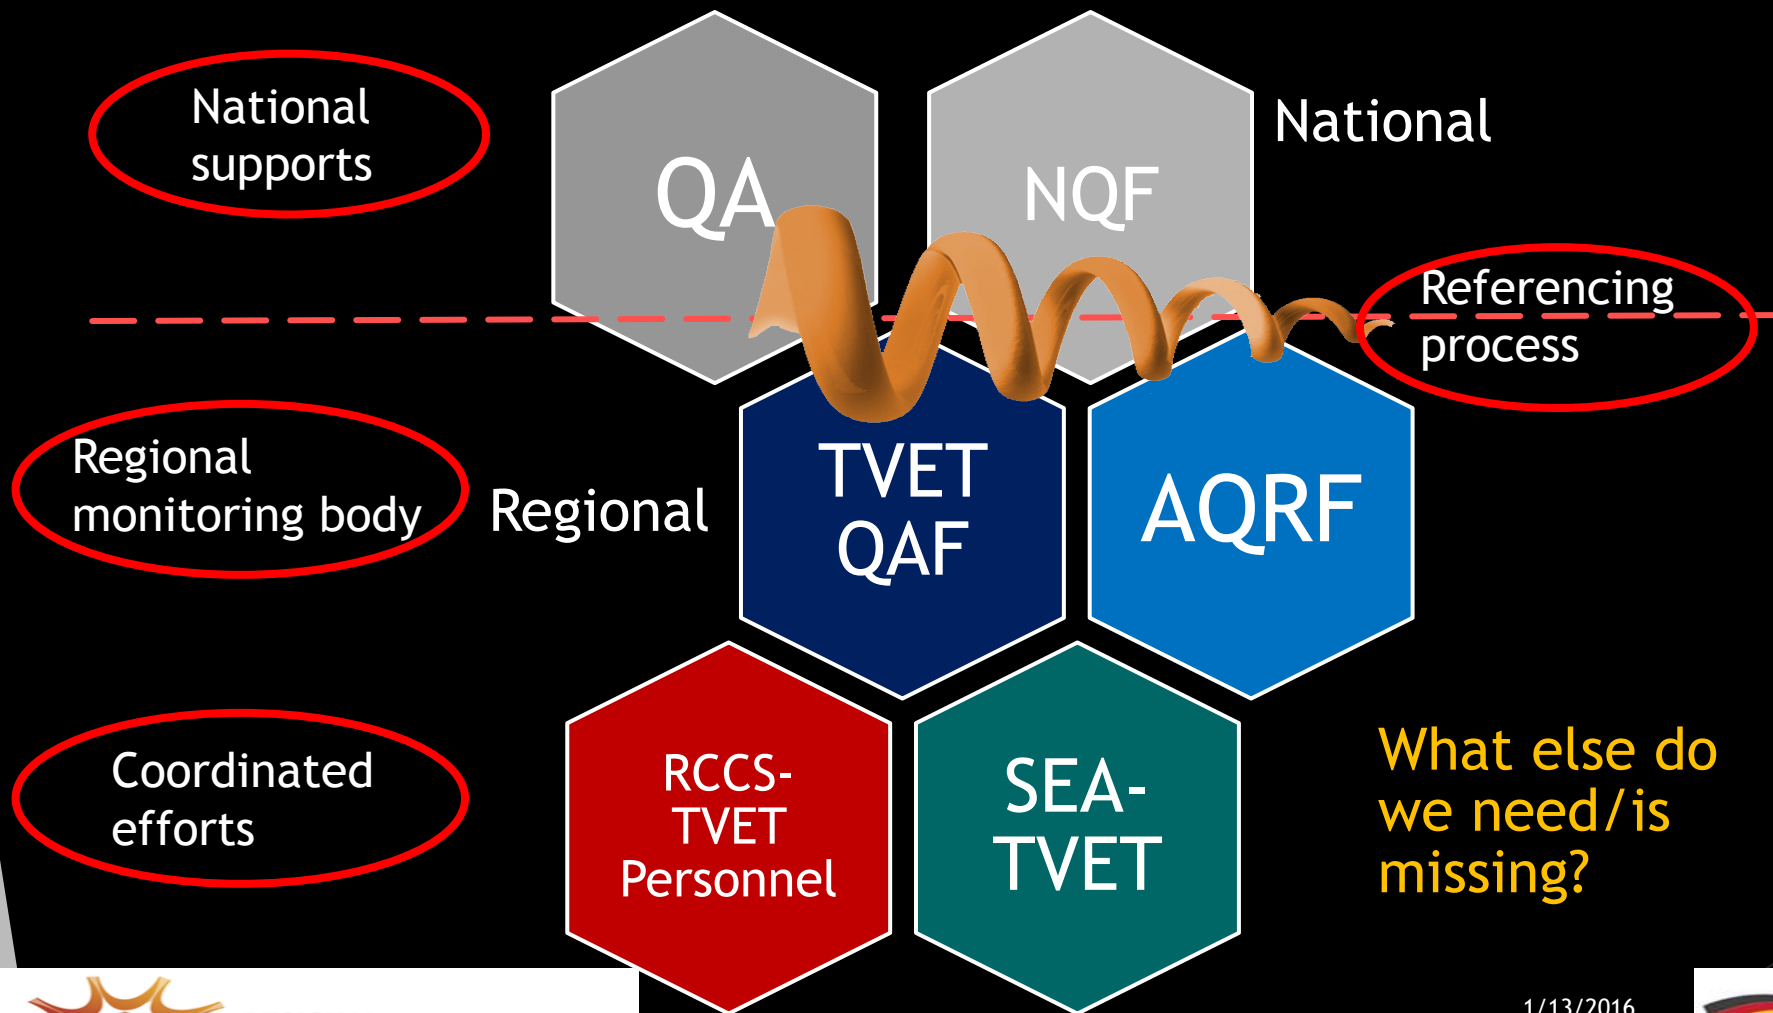 National
supports
QA
NQF
National
Referencing
process
Regional
monitoring body
Regional
TVET
QAF
AQRF
Coordinated
efforts
RCCS-
TVET
Personnel
SEA-
TVET
What else do
we need/is
missing?
1/13/2016